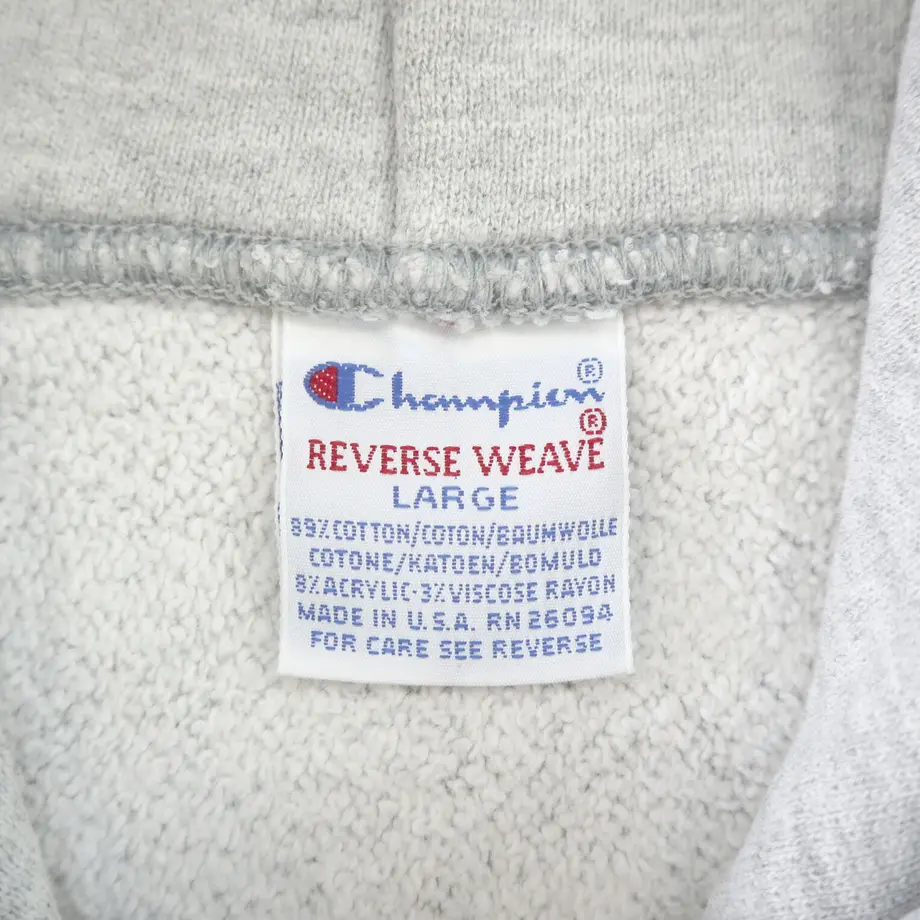 Champion®
REVERSE WEAVE®
LARGE
89% COTTON/COTON/BAUMWOLLE
COTONE/KATOEN/BOMULD
8% ACRYLIC-3% VISCOSE RAYON
MADE IN U.S.A. RN 26094
FOR CARE SEE REVERSE